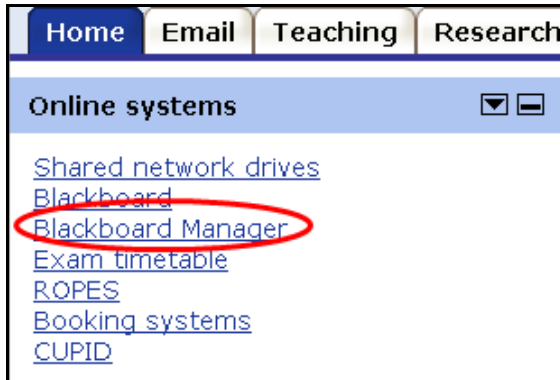 Home Email Teaching Research
Online systems
Shared network drives
Blackboard
Blackboard Manager
Exam timetable
ROPES
Booking systems
CUPID